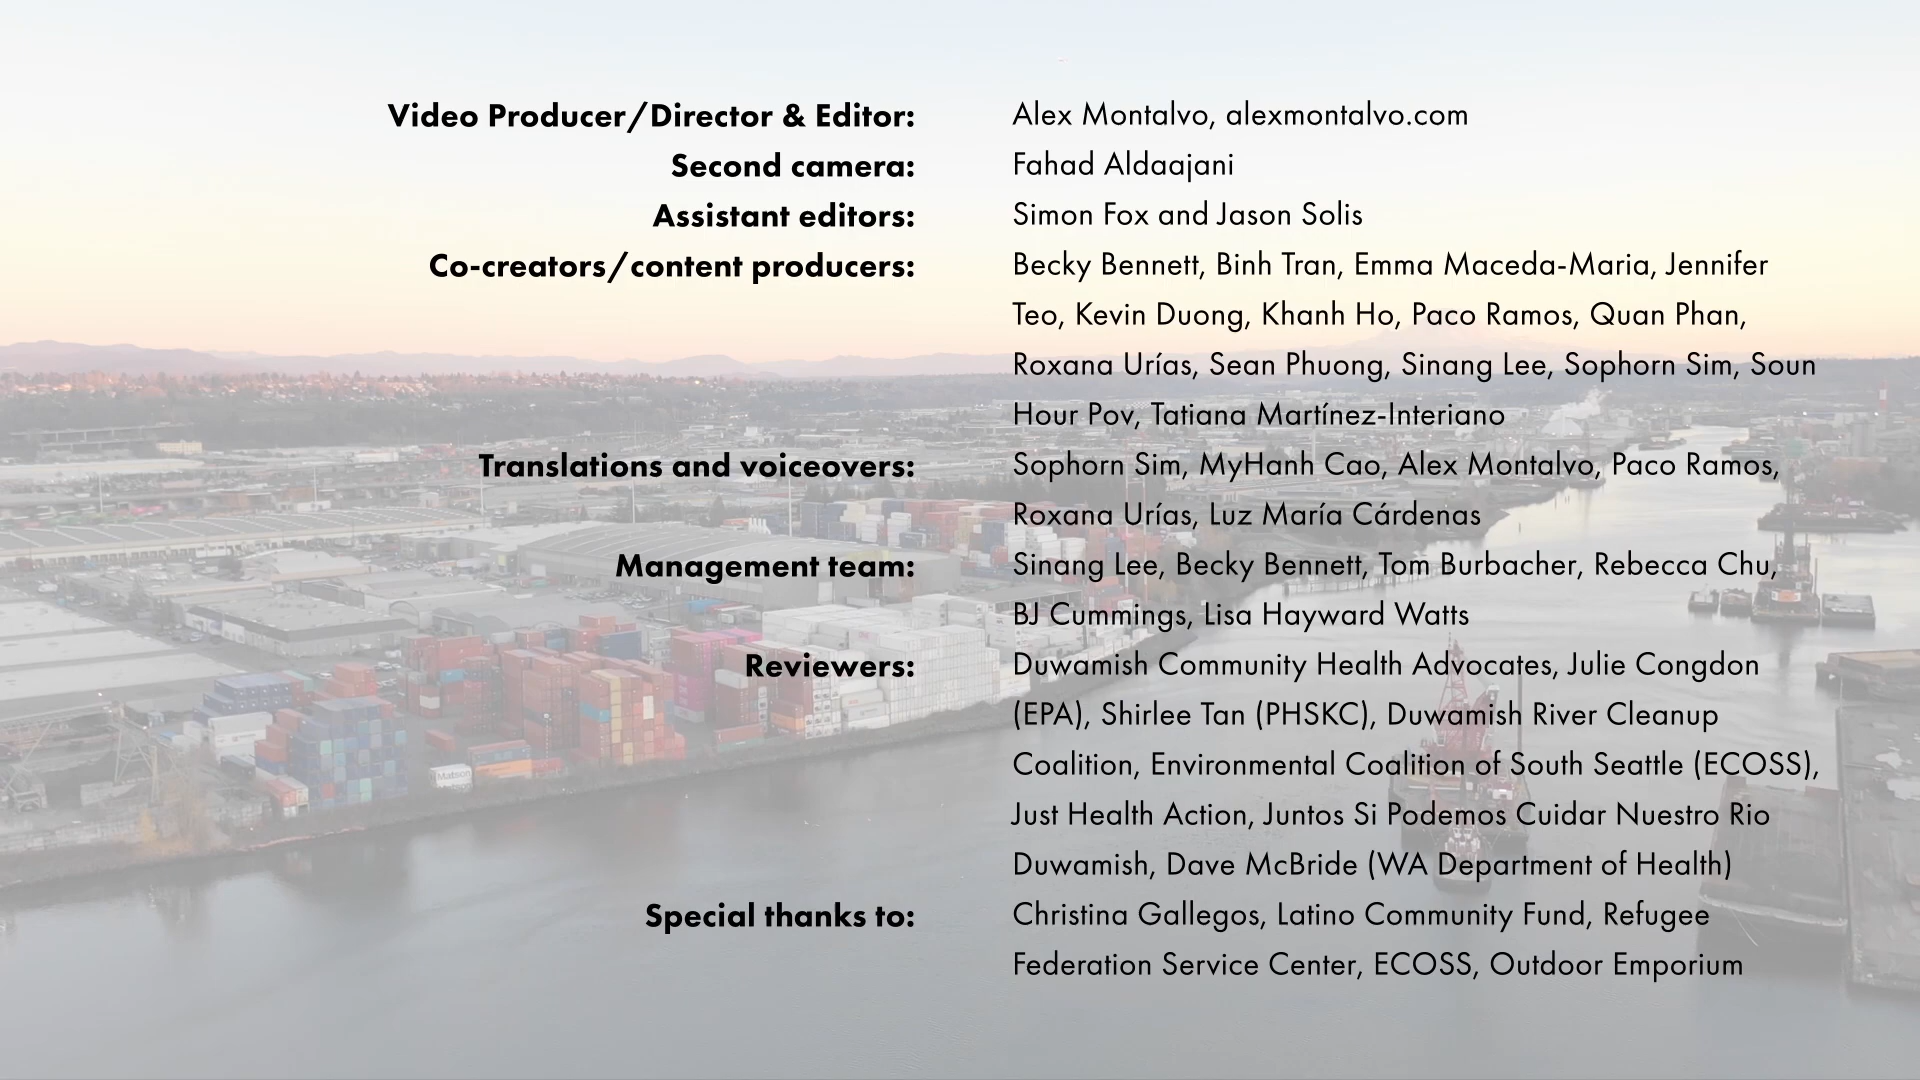 Video Producer/Director & Editor: Alex Montalvo, alexmontalvo.com
Second camera: Fahad Aldaajani
Assistant editors: Simon Fox and Jason Solis
Co-creators/content producers: Becky Bennett, Binh Tran, Emma Maceda-Maria, Jennifer
Teo, Kevin Duong, Khanh Ho, Paco Ramos, Quan Phan,
Roxana Urías, Sean Phuong, Sinang Lee, Sophorn Sim, Soun
Hour Pov, Tatiana Martínez-Interiano
Translations and voiceovers: Sophorn Sim, MyHanh Cao, Alex Montalvo, Paco Ramos,
Roxana Urías, Luz María Cárdenas
Management team: Sinang Lee, Becky Bennett, Tom Burbacher, Rebecca Chu,
BJ Cummings, Lisa Hayward Watts
Reviewers: Duwamish Community Health Advocates, Julie Congdon
(EPA), Shirlee Tan (PHSKC), Duwamish River Cleanup
Coalition, Environmental Coalition of South Seattle (ECOSS),
Just Health Action, Juntos Si Podemos Cuidar Nuestro Rio
Duwamish, Dave McBride (WA Department of Health)
Special thanks to: Christina Gallegos, Latino Community Fund, Refugee
Federation Service Center, ECOSS, Outdoor Emporium
Matson